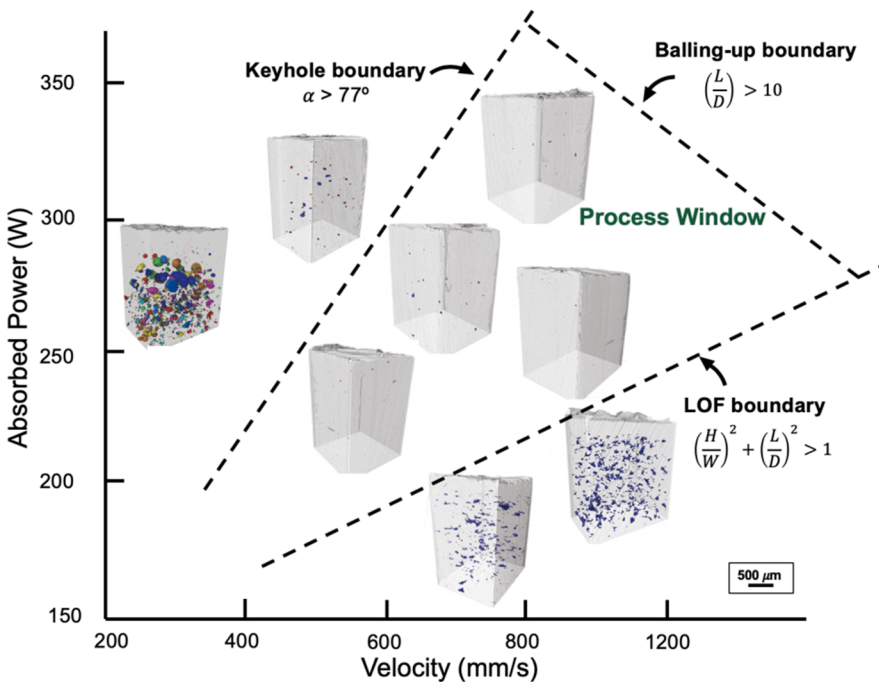 Keyhole boundary
α > 77º
Balling-up boundary
(L/D) > 10
Process Window
LOF boundary
(H/W)² + (L/D)² > 1
500 μm
Absorbed Power (W)
350
300
250
200
150
200
400
600
800
1200
Velocity (mm/s)